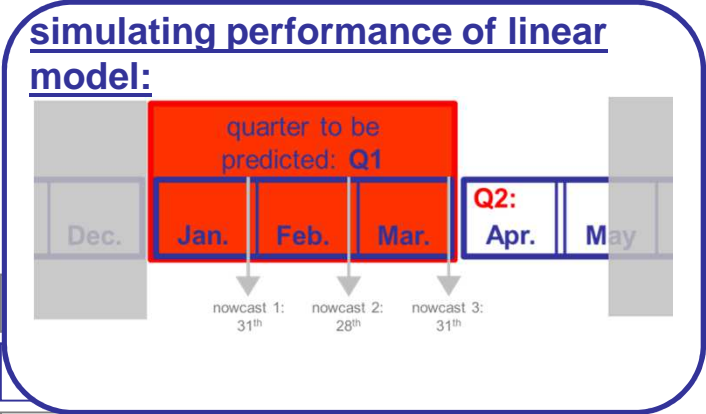 simulating performance of linear
model:
quarter to be
predicted: Q1
Q2:
Dec. Jan. Feb. Mar. Apr. May
nowcast 1: nowcast 2: nowcast 3:
31th 28th 31th